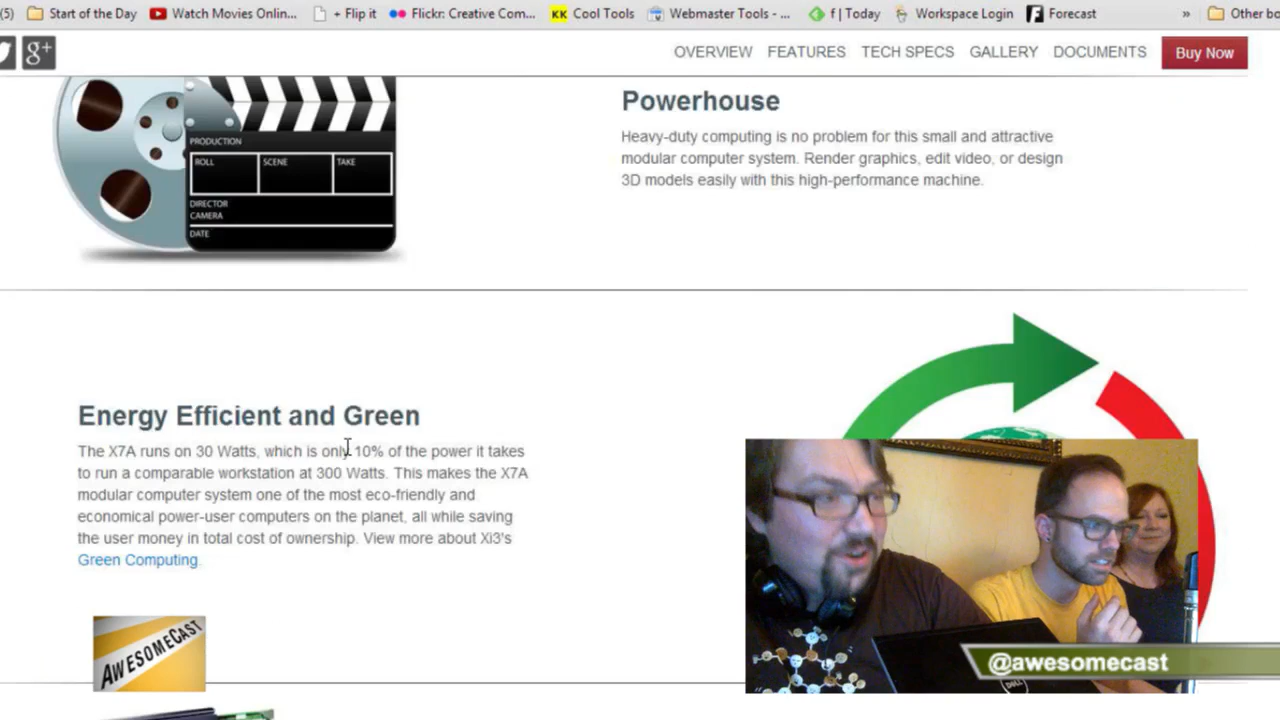 (5) Start of the Day Watch Movies Onlin... + Flip it Flickr: Creative Com... KK Cool Tools Webmaster Tools - ... f | Today Workspace Login F Forecast » Other bo
g+ OVERVIEW FEATURES TECH SPECS GALLERY DOCUMENTS Buy Now
PRODUCTION
ROLL SCENE TAKE
DIRECTOR
CAMERA
DATE
Powerhouse
Heavy-duty computing is no problem for this small and attractive
modular computer system. Render graphics, edit video, or design
3D models easily with this high-performance machine.
Energy Efficient and Green
The X7A runs on 30 Watts, which is only 10% of the power it takes
to run a comparable workstation at 300 Watts. This makes the X7A
modular computer system one of the most eco-friendly and
economical power-user computers on the planet, all while saving
the user money in total cost of ownership. View more about Xi3's
Green Computing.
AWESOMECAST
@awesomecast
DELL